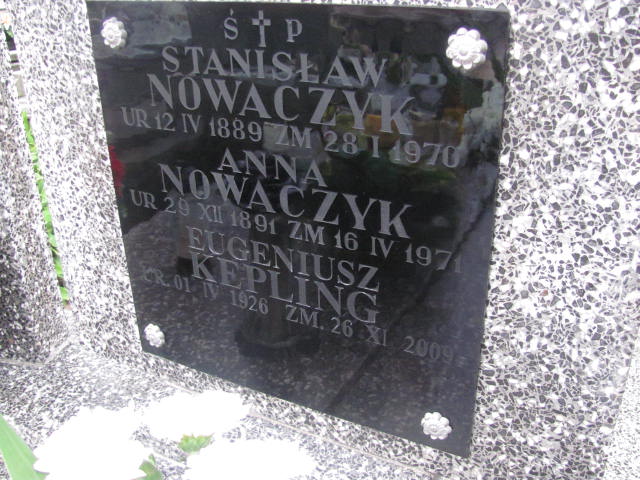 Ś P
STANISŁAW
NOWACZYK
UR 12 IV 1889 ZM 28 I 1970
ANNA
NOWACZYK
UR 29 XII 1891 ZM 16 IV 1971
EUGENIUSZ
KEPLING
UR. 01 IV 1926 ZM. 26 XI 2009